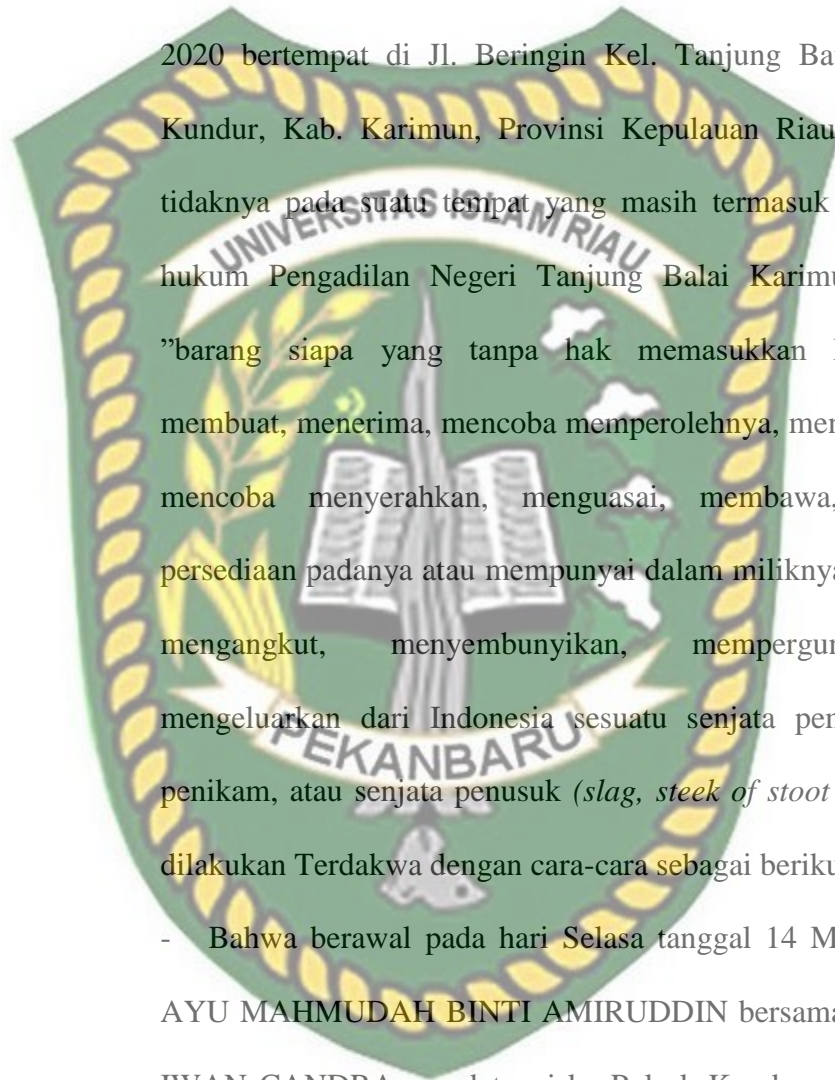 2020 bertempat di Jl. Beringin Kel. Tanjung Ba
Kundur, Kab. Karimun, Provinsi Kepulauan Riau
tidaknya pada suatu tempat yang masih termasuk
UNIVERSITAS ISLAM RIAU
hukum Pengadilan Negeri Tanjung Balai Karimu
”barang siapa yang tanpa hak memasukkan
membuat, menerima, mencoba memperolehnya, mer
mencoba menyerahkan, menguasai, membawa,
persediaan padanya atau mempunyai dalam miliknya
mengangkut, menyembunyikan, mempergu
mengeluarkan dari Indonesia sesuatu senjata pen
PEKANBARU
penikam, atau senjata penusuk (slag, steek of stoot
dilakukan Terdakwa dengan cara-cara sebagai beriku
- Bahwa berawal pada hari Selasa tanggal 14 M
AYU MAHMUDAH BINTI AMIRUDDIN bersama